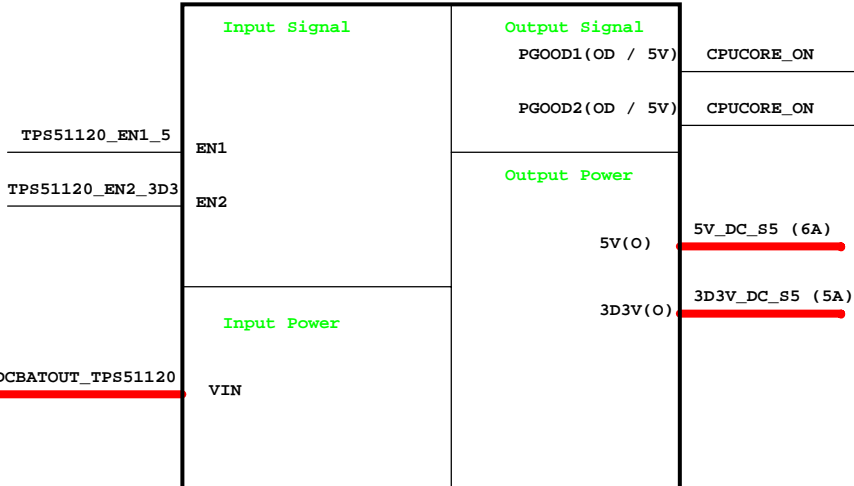 Input Signal
Output Signal
PGOOD1(OD / 5V)
CPUCORE_ON
PGOOD2(OD / 5V)
CPUCORE_ON
TPS51120_EN1_5
EN1
TPS51120_EN2_3D3
EN2
Output Power
5V(O)
5V_DC_S5 (6A)
3D3V(O)
3D3V_DC_S5 (5A)
Input Power
DCBATOUT_TPS51120
VIN